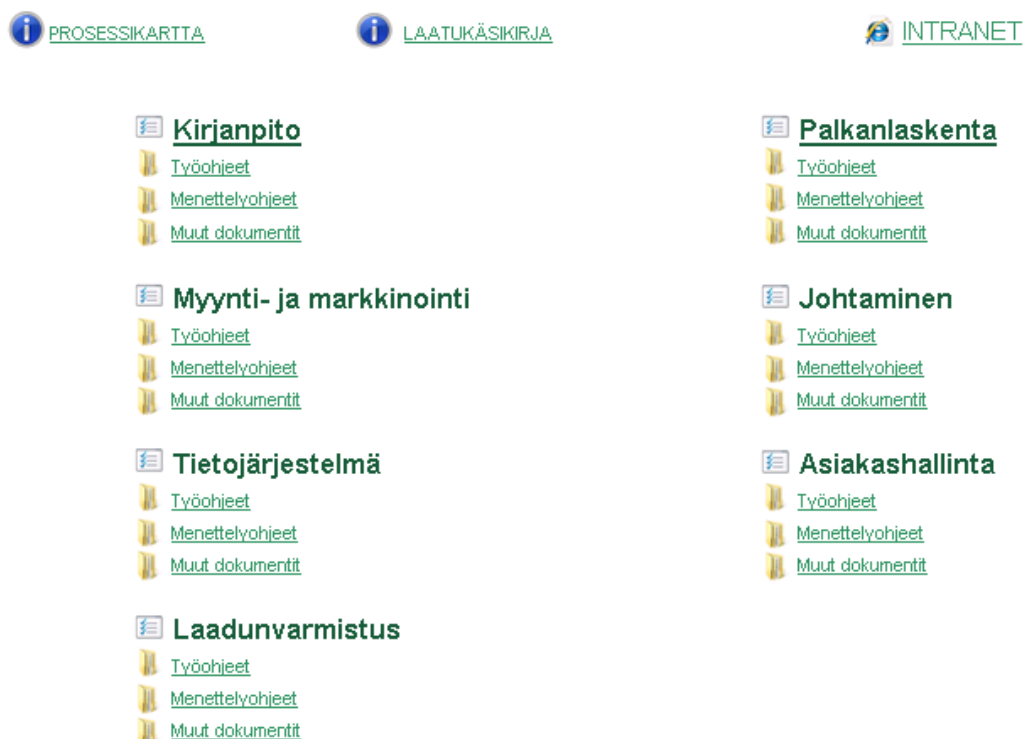 PROSESSIKARTTA
LAATUKÄSIKIRJA
INTRANET
Kirjanpito
Työohjeet
Menettelyohjeet
Muut dokumentit
Palkanlaskenta
Työohjeet
Menettelyohjeet
Muut dokumentit
Myynti- ja markkinointi
Työohjeet
Menettelyohjeet
Muut dokumentit
Johtaminen
Työohjeet
Menettelyohjeet
Muut dokumentit
Tietojärjestelmä
Työohjeet
Menettelyohjeet
Muut dokumentit
Asiakashallinta
Työohjeet
Menettelyohjeet
Muut dokumentit
Laadunvarmistus
Työohjeet
Menettelyohjeet
Muut dokumentit